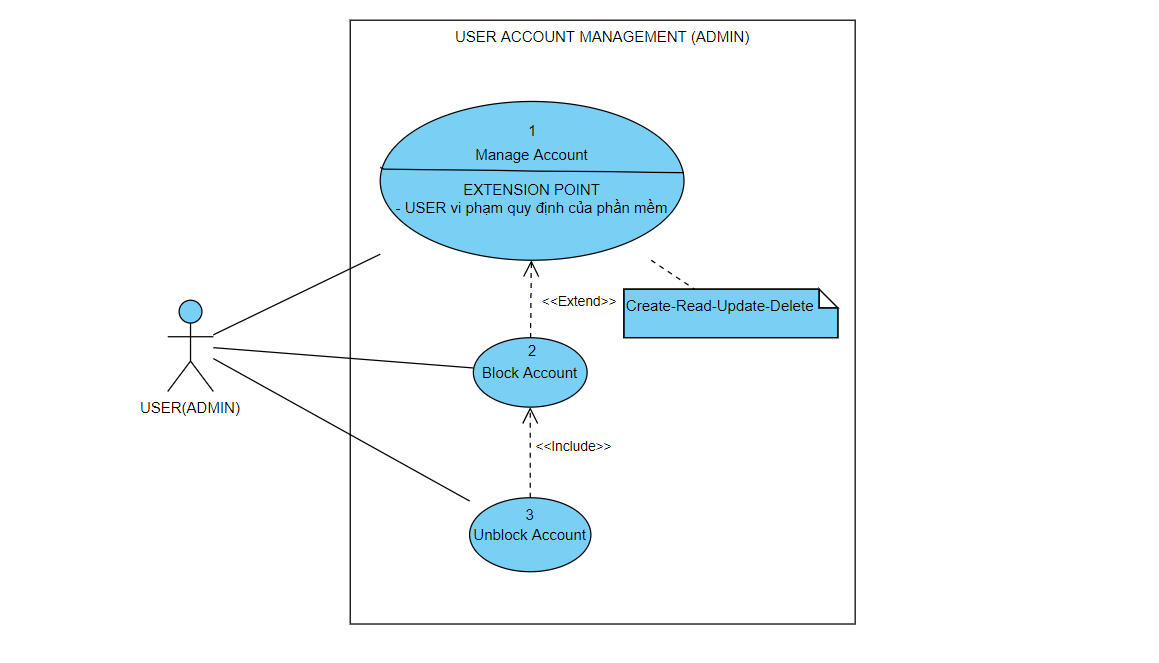 USER ACCOUNT MANAGEMENT (ADMIN)
1
Manage Account
EXTENSION POINT
- USER vi phạm quy định của phần mềm
<<Extend>>
Create-Read-Update-Delete
2
Block Account
USER(ADMIN)
<<Include>>
3
Unblock Account